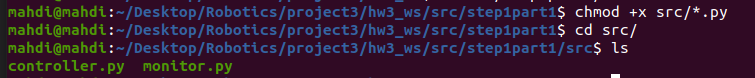 mahdi@mahdi:~/Desktop/Robotics/project3/hw3_ws/src/step1part1$ chmod +x src/*.py
mahdi@mahdi:~/Desktop/Robotics/project3/hw3_ws/src/step1part1$ cd src/
mahdi@mahdi:~/Desktop/Robotics/project3/hw3_ws/src/step1part1/src$ ls
controller.py  monitor.py